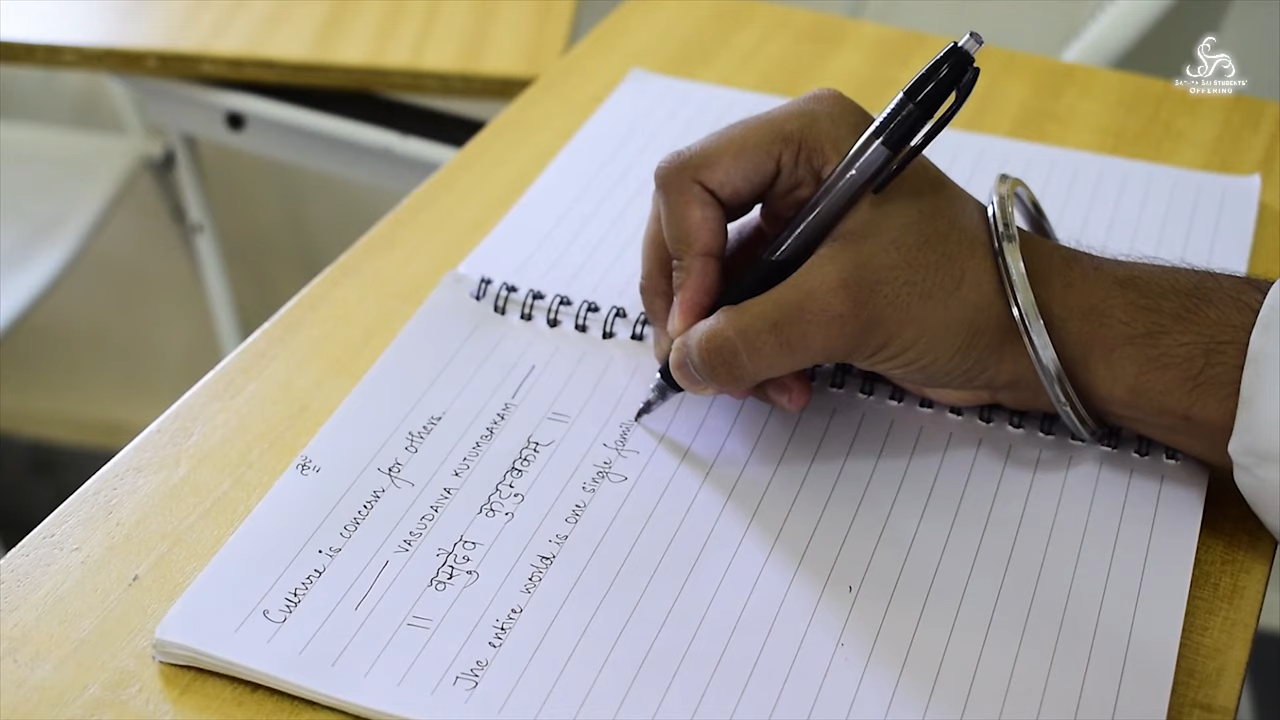 Culture is concern for others.
— VASUDAIVA KUTUMBAKAM —
॥ वसुदैव कुटुम्बकम ॥
The entire world is one single famil
SATHYA SAI STUDENTS'
OFFERING